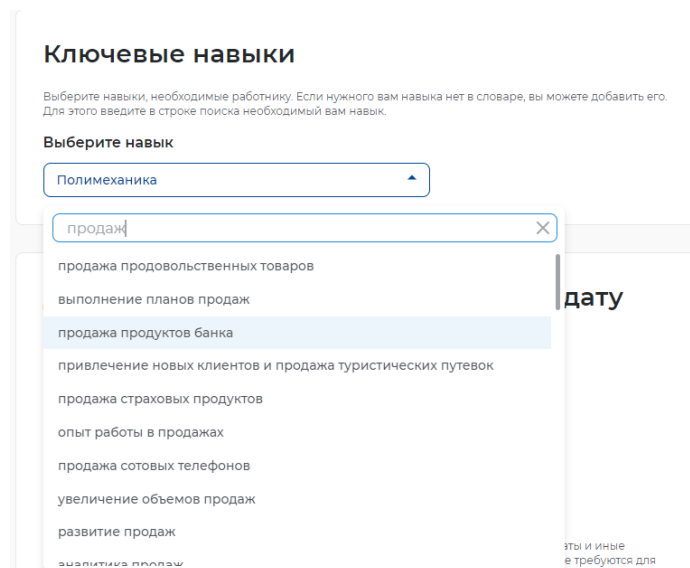 Ключевые навыки
Выберите навыки, необходимые работнику. Если нужного вам навыка нет в словаре, вы можете добавить его.
Для этого введите в строке поиска необходимый вам навык.
Выберите навык
Полимеханика
продаж
продажа продовольственных товаров
выполнение планов продаж
дату
продажа продуктов банка
привлечение новых клиентов и продажа туристических путевок
продажа страховых продуктов
опыт работы в продажах
продажа сотовых телефонов
увеличение объемов продаж
развитие продаж
аты и иные
е требуются для
аналитика продаж